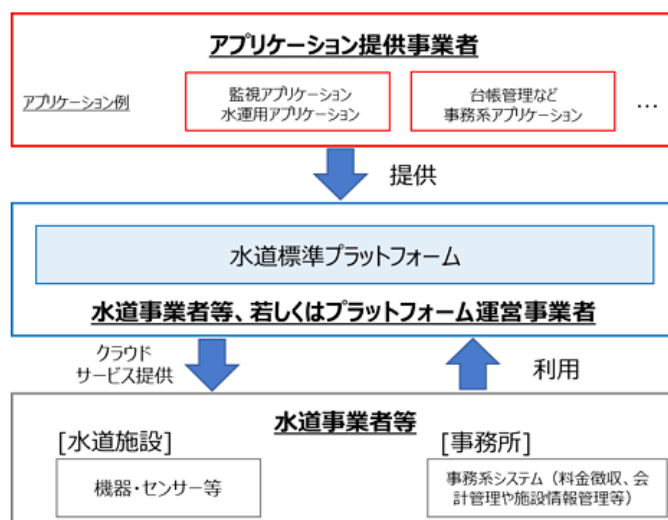 アプリケーション提供事業者
アプリケーション例
監視アプリケーション
水運用アプリケーション
台帳管理など
事務系アプリケーション
…
提供
水道標準プラットフォーム
水道事業者等、若しくはプラットフォーム運営事業者
クラウド
サービス提供
利用
水道事業者等
[水道施設]
[事務所]
機器・センサー等
事務系システム（料金徴収、会
計管理や施設情報管理等）